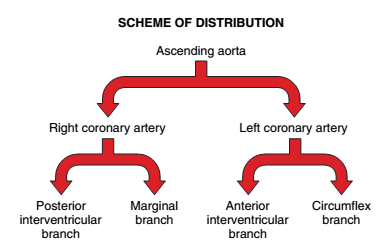 SCHEME OF DISTRIBUTION
Ascending aorta
Right coronary artery
Left coronary artery
Posterior
interventricular
branch
Marginal
branch
Anterior
interventricular
branch
Circumflex
branch